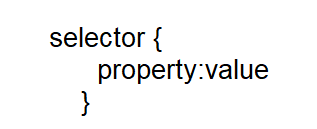 selector {
property:value
}